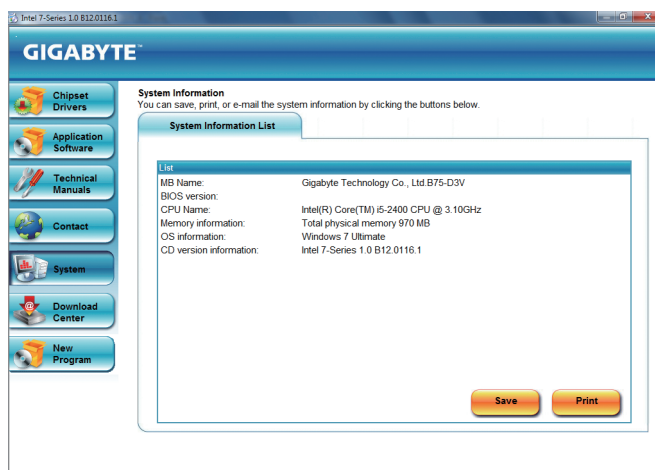 Intel 7-Series 1.0 B12.0116.1
GIGABYTE™
Chipset
Drivers
Application
Software
Technical
Manuals
Contact
System
Download
Center
New
Program
System Information
You can save, print, or e-mail the system information by clicking the buttons below.
System Information List
List
MB Name: Gigabyte Technology Co., Ltd.B75-D3V
BIOS version:
CPU Name: Intel(R) Core(TM) i5-2400 CPU @ 3.10GHz
Memory information: Total physical memory 970 MB
OS information: Windows 7 Ultimate
CD version information: Intel 7-Series 1.0 B12.0116.1
Save Print